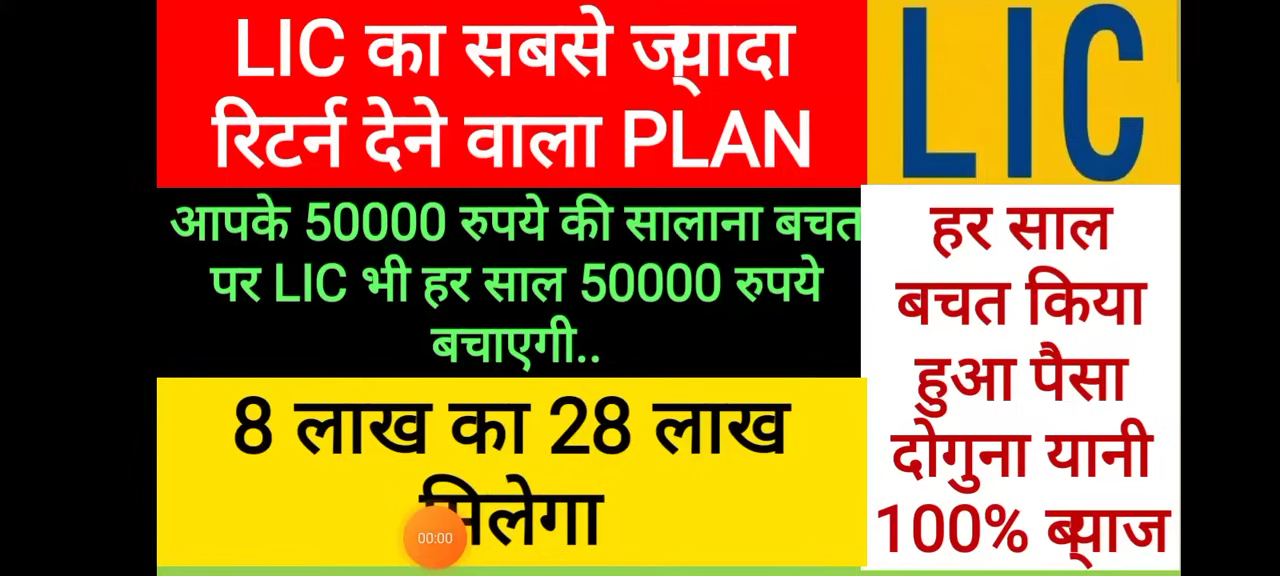 LIC का सबसे ज्यादा
रिटर्न देने वाला PLAN
LIC
आपके 50000 रुपये की सालाना बचत
पर LIC भी हर साल 50000 रुपये
बचाएगी..
8 लाख का 28 लाख
मिलेगा
00:00
हर साल
बचत किया
हुआ पैसा
दोगुना यानी
100% ब्याज